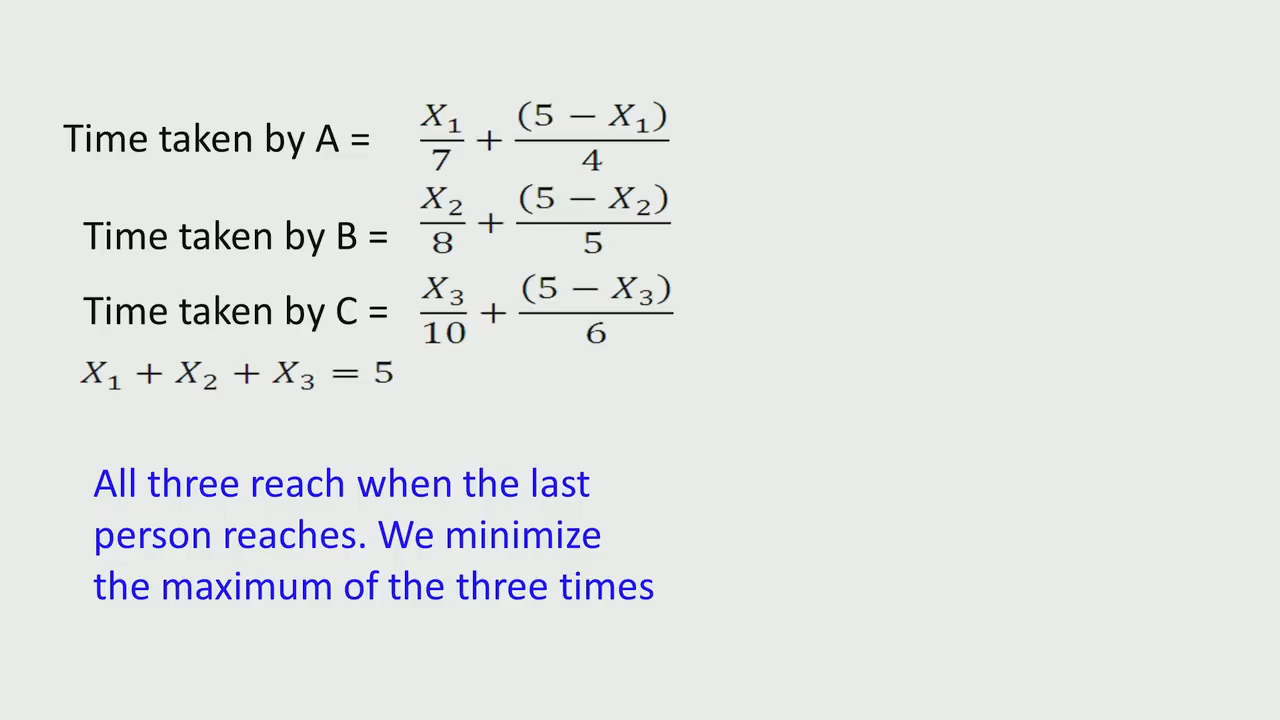 Time taken by A = X₁/7 + (5 − X₁)/4
Time taken by B = X₂/8 + (5 − X₂)/5
Time taken by C = X₃/10 + (5 − X₃)/6
X₁ + X₂ + X₃ = 5
All three reach when the last
person reaches. We minimize
the maximum of the three times